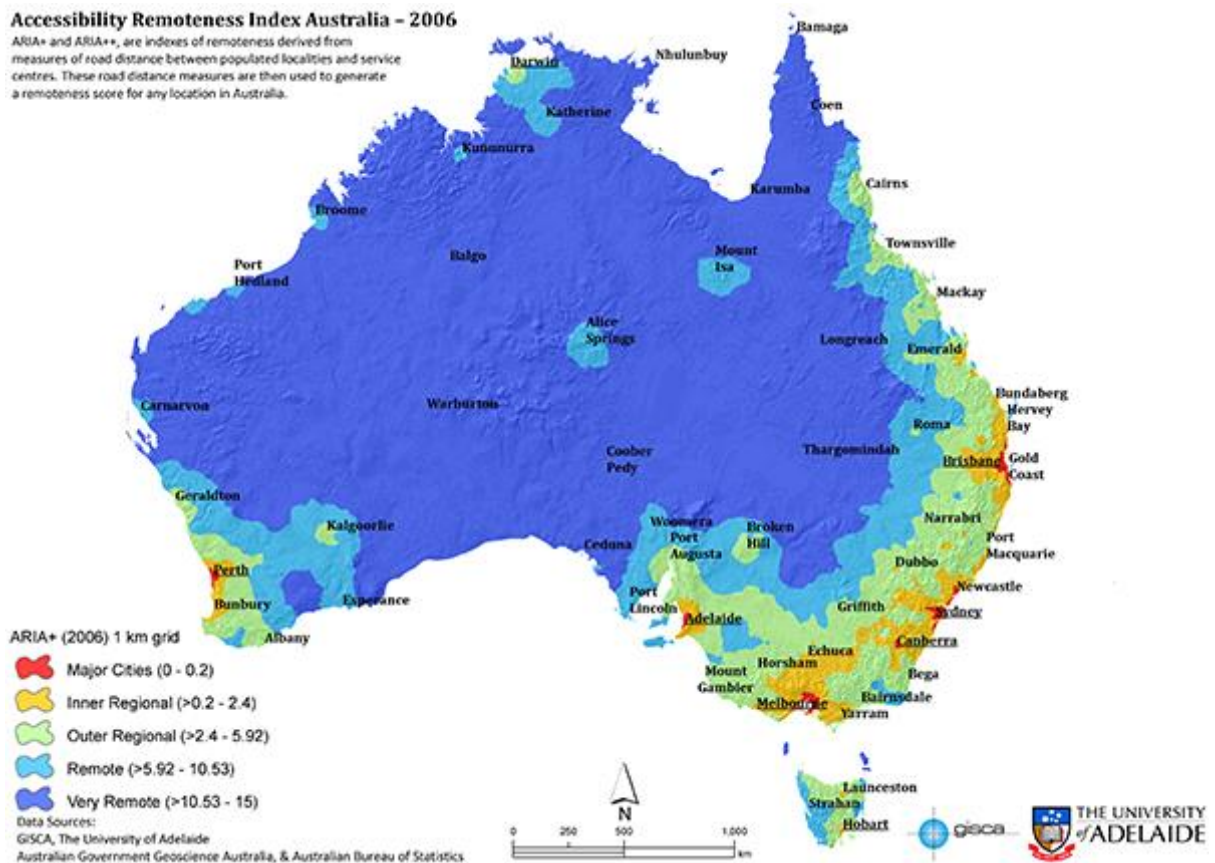 Accessibility Remoteness Index Australia – 2006
ARIA+ and ARIA++, are indexes of remoteness derived from
measures of road distance between populated localities and service
centres. These road distance measures are then used to generate
a remoteness score for any location in Australia.
Bamaga
Nhulunbuy
Darwin
Coen
Katherine
Kununurra
Cairns
Karumba
Broome
Townsville
Balgo
Mount
Isa
Port
Hedland
Mackay
Alice
Springs
Longreach
Emerald
Bundaberg
Carnarvon
Warburton
Hervey
Bay
Roma
Coober
Pedy
Thargomindah
Brisbane
Gold
Coast
Geraldton
Kalgoorlie
Woomera
Broken
Hill
Narrabri
Port
Augusta
Port
Macquarie
Ceduna
Dubbo
Perth
Newcastle
Bunbury
Esperance
Port
Lincoln
Adelaide
Griffith
Sydney
Albany
Canberra
Echuca
Horsham
Mount
Gambier
Bega
Bairnsdale
Melbourne
Yarram
Launceston
Strahan
Hobart
ARIA+ (2006) 1 km grid
Major Cities (0 - 0.2)
Inner Regional (>0.2 - 2.4)
Outer Regional (>2.4 - 5.92)
Remote (>5.92 - 10.53)
Very Remote (>10.53 - 15)
Data Sources:
GISCA, The University of Adelaide
Australian Government Geoscience Australia, & Australian Bureau of Statistics
N
0 250 500 1,000
km
gisca
THE UNIVERSITY
of ADELAIDE